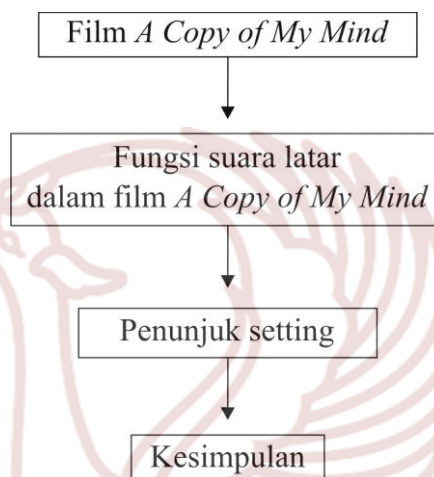 Film A Copy of My Mind
Fungsi suara latar
dalam film A Copy of My Mind
Penunjuk setting
Kesimpulan